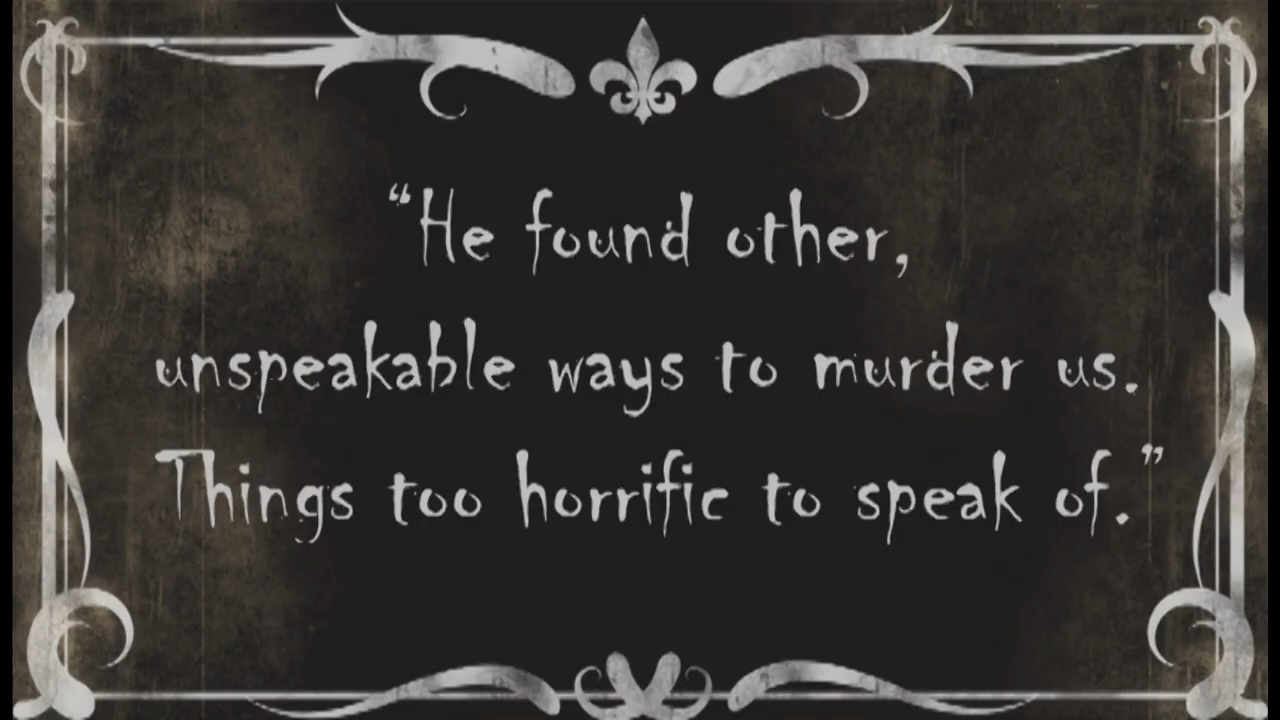 “He found other,
unspeakable ways to murder us.
Things too horrific to speak of.”